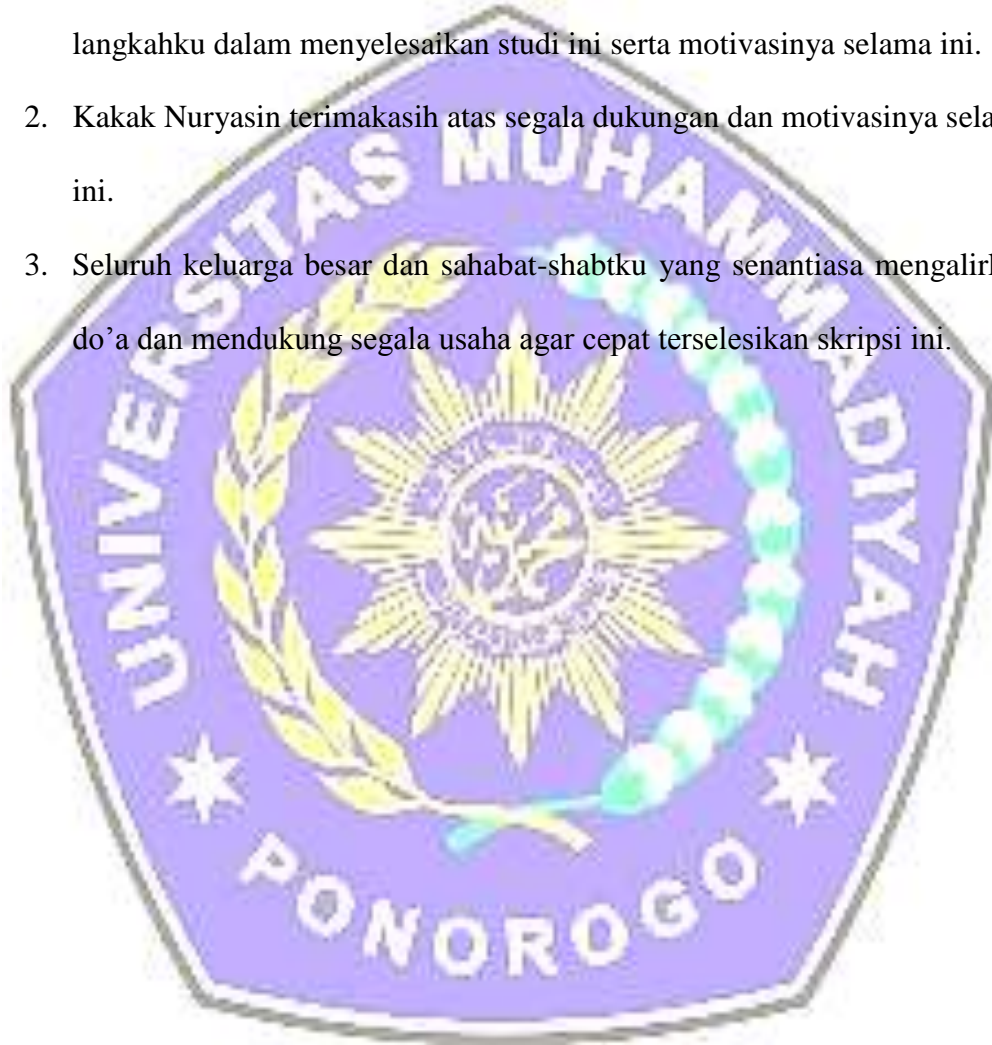 langkahku dalam menyelesaikan studi ini serta motivasinya selama ini.
2. Kakak Nuryasin terimakasih atas segala dukungan dan motivasinya sela
ini.
3. Seluruh keluarga besar dan sahabat-shabtku yang senantiasa mengalirl
do’a dan mendukung segala usaha agar cepat terselesikan skripsi ini.
UNIVERSITAS MUHAMMADIYAH
PONOROGO